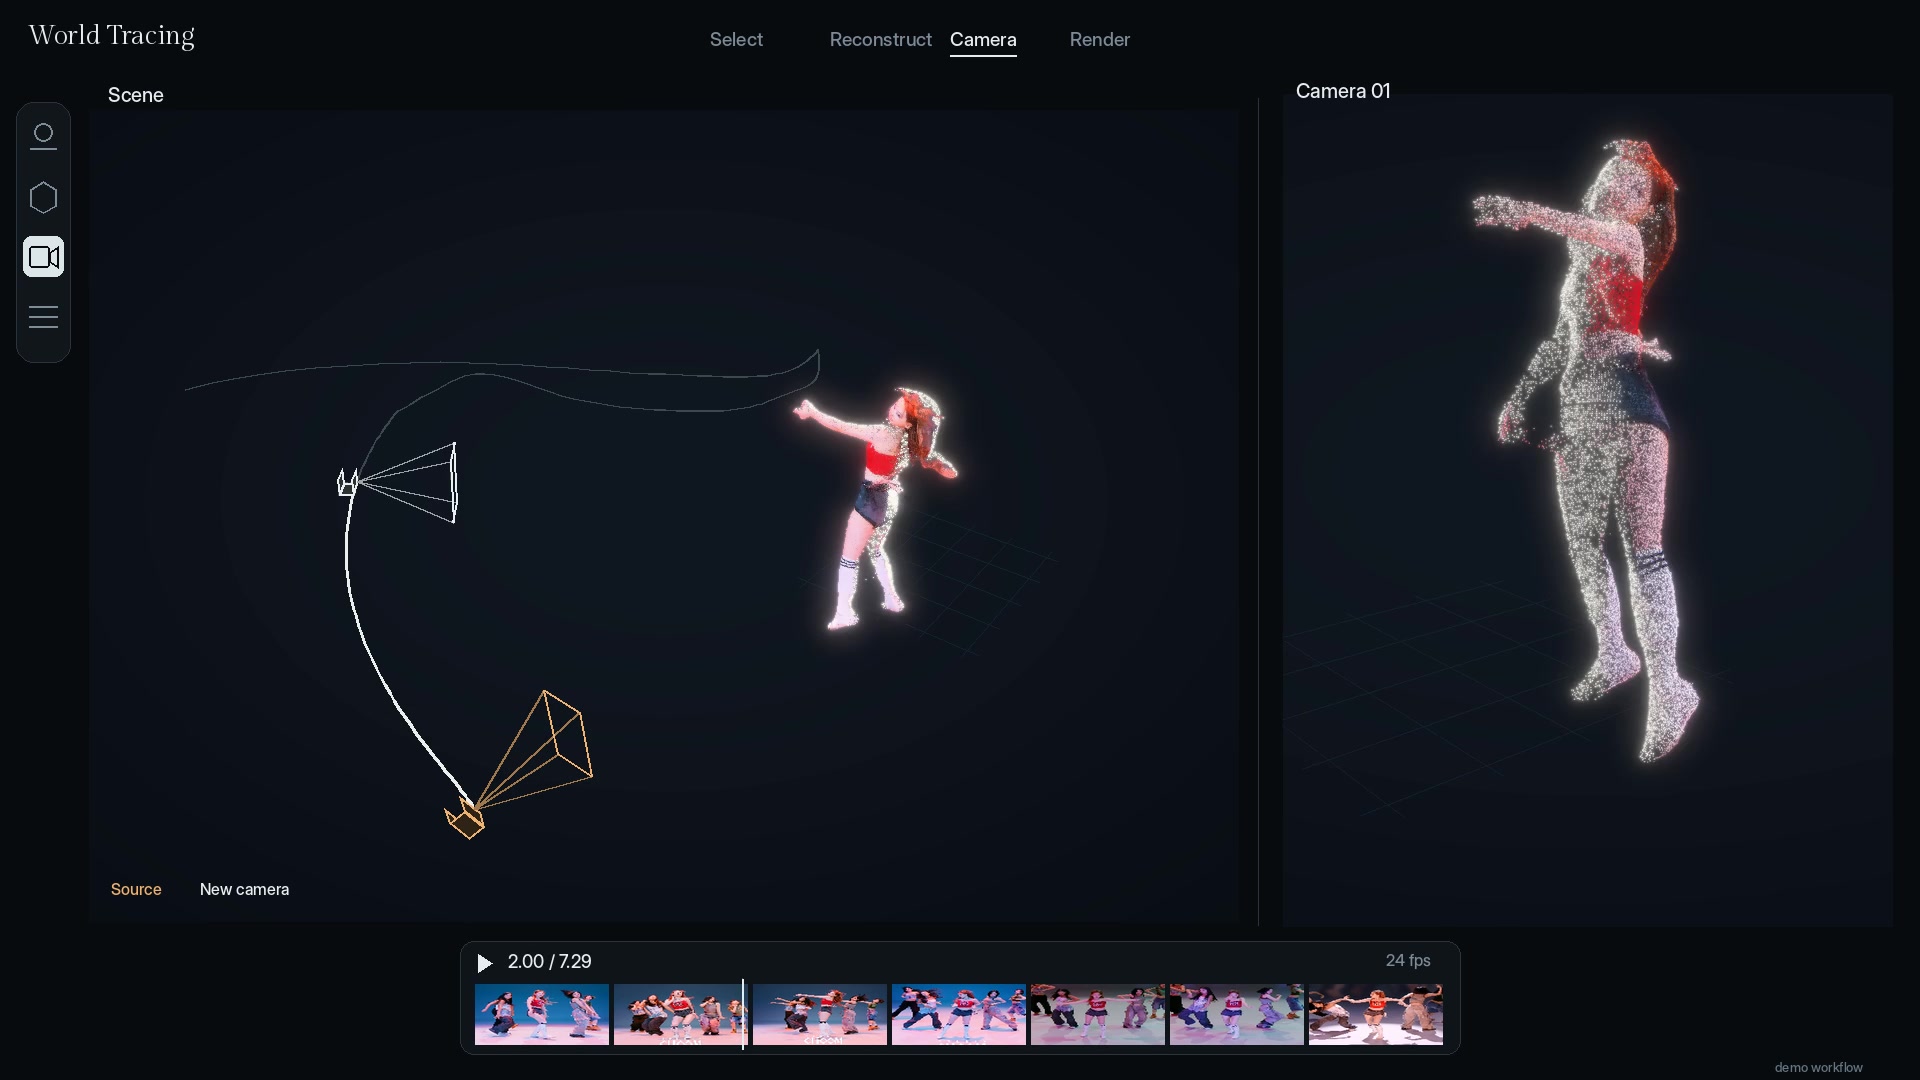 World Tracing
Select
Reconstruct
Camera
Render
Scene
Camera 01
Source
New camera
2.00 / 7.29
24 fps
demo workflow